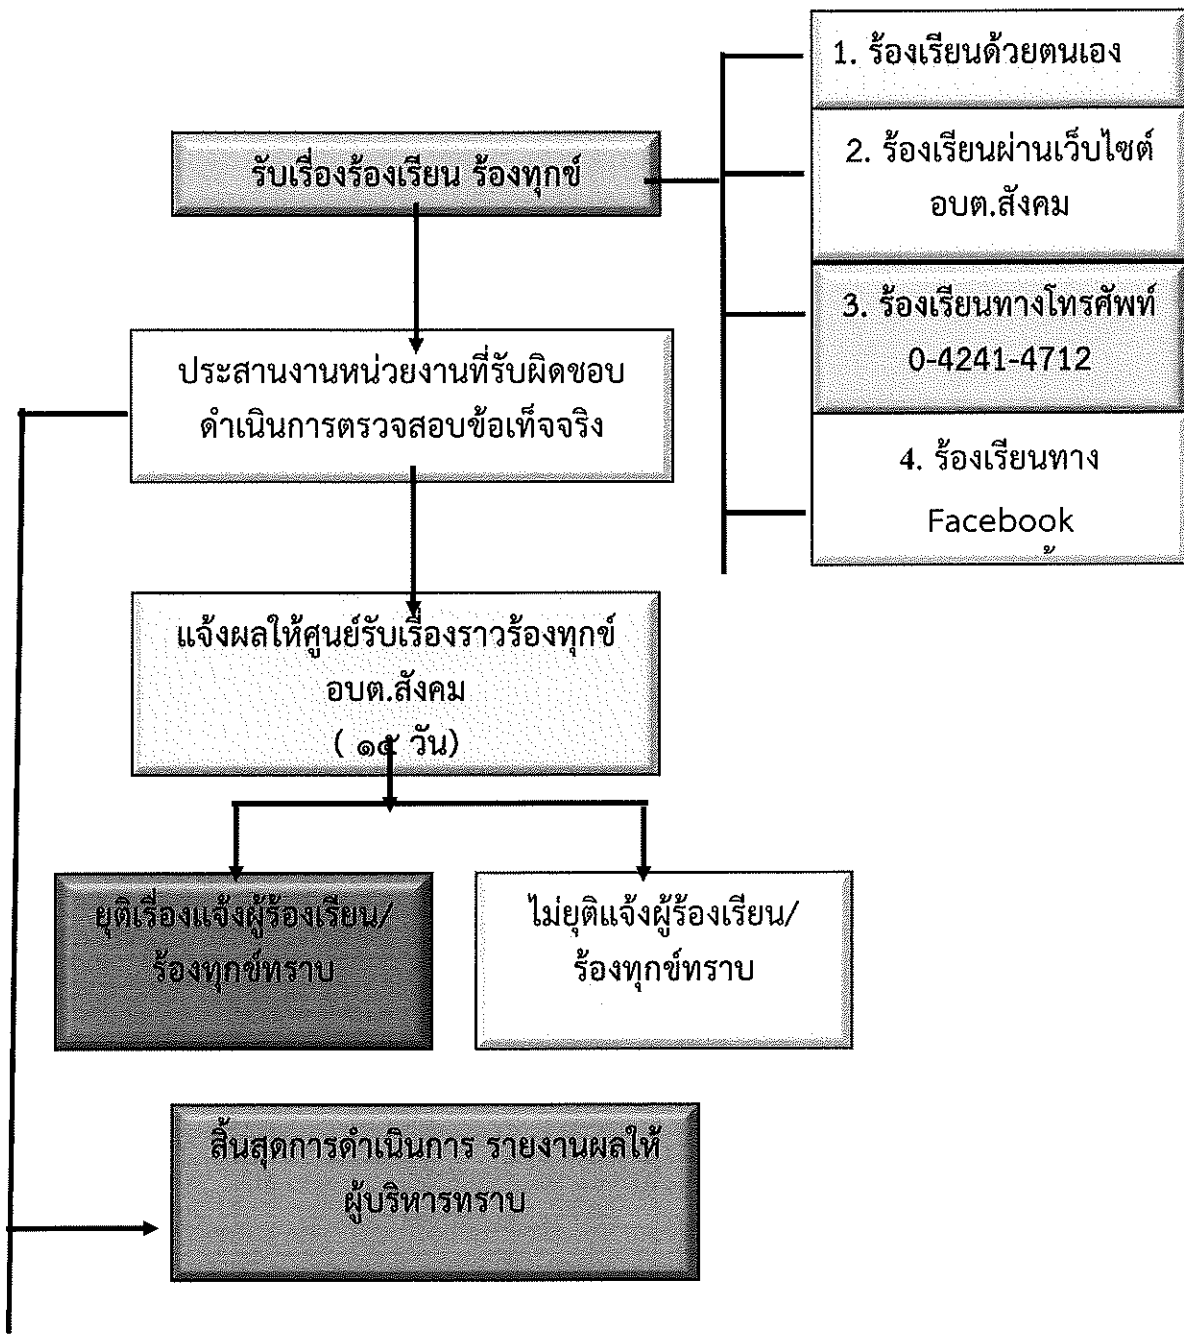 รับเรื่องร้องเรียน ร้องทุกข์
1. ร้องเรียนด้วยตนเอง
2. ร้องเรียนผ่านเว็บไซต์
อบต.สังคม
3. ร้องเรียนทางโทรศัพท์
0-4241-4712
4. ร้องเรียนทาง
Facebook
ประสานงานหน่วยงานที่รับผิดชอบ
ดำเนินการตรวจสอบข้อเท็จจริง
แจ้งผลให้ศูนย์รับเรื่องราวร้องทุกข์
อบต.สังคม
( ๑๕ วัน)
ยุติเรื่องแจ้งผู้ร้องเรียน/
ร้องทุกข์ทราบ
ไม่ยุติแจ้งผู้ร้องเรียน/
ร้องทุกข์ทราบ
สิ้นสุดการดำเนินการ รายงานผลให้
ผู้บริหารทราบ